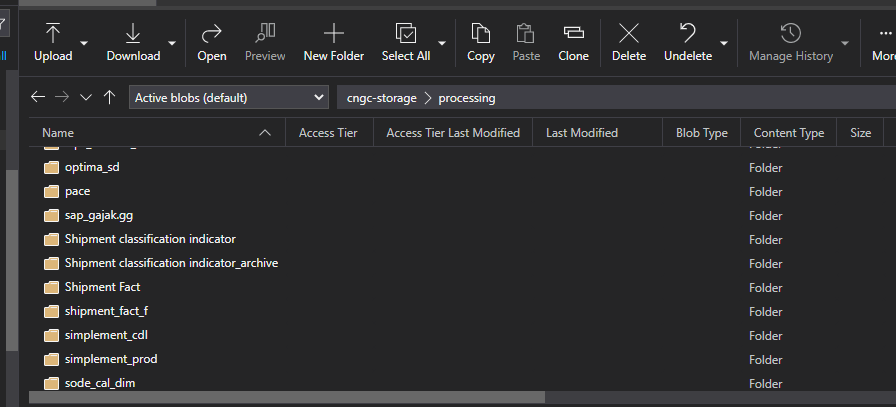 Upload
Download
Open
Preview
New Folder
Select All
Copy
Paste
Clone
Delete
Undelete
Manage History
More
Active blobs (default)
cngc-storage
processing
Name
Access Tier
Access Tier Last Modified
Last Modified
Blob Type
Content Type
Size
optima_sd Folder
pace Folder
sap_gajak.gg Folder
Shipment classification indicator Folder
Shipment classification indicator_archive Folder
Shipment Fact Folder
shipment_fact_f Folder
simplement_cdl Folder
simplement_prod Folder
sode_cal_dim Folder